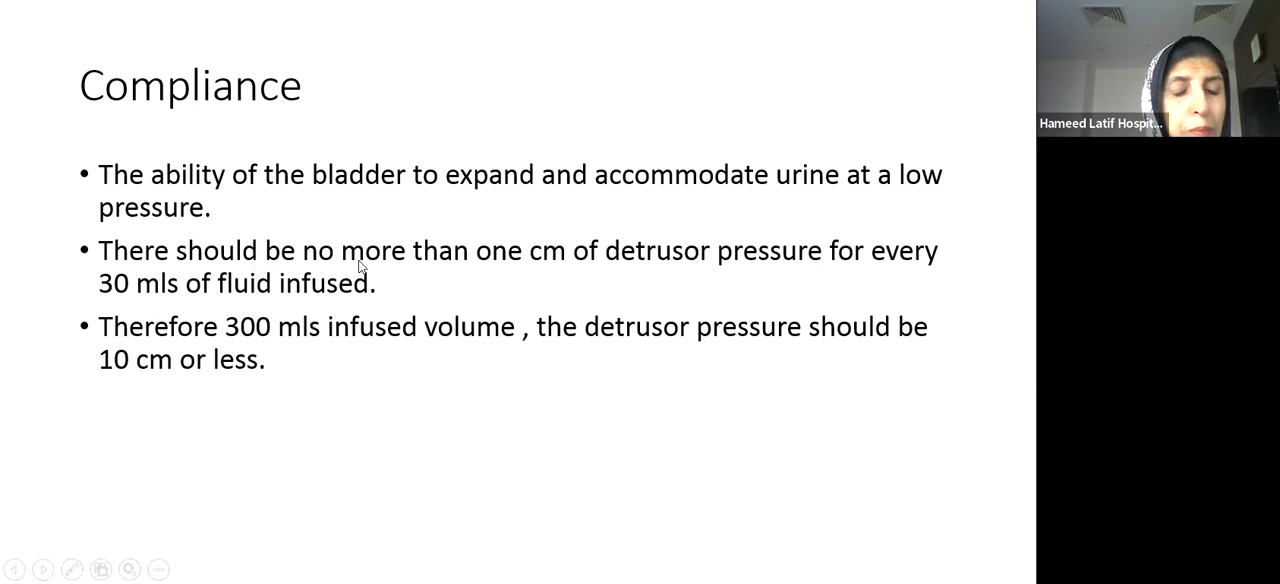 Compliance
• The ability of the bladder to expand and accommodate urine at a low
pressure.
• There should be no more than one cm of detrusor pressure for every
30 mls of fluid infused.
• Therefore 300 mls infused volume , the detrusor pressure should be
10 cm or less.
Hameed Latif Hospit...